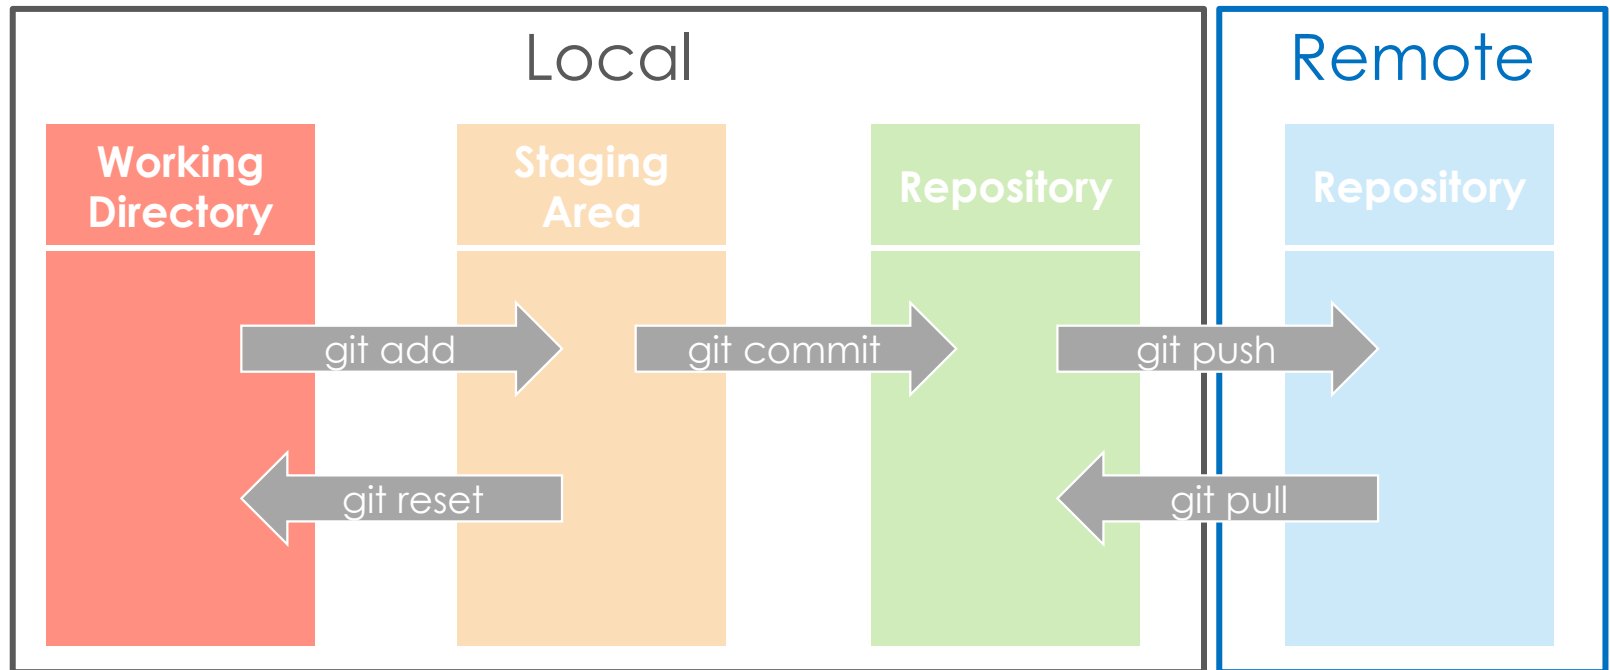 Local
Remote
Working
Directory
Staging
Area
Repository
Repository
git add
git commit
git push
git reset
git pull